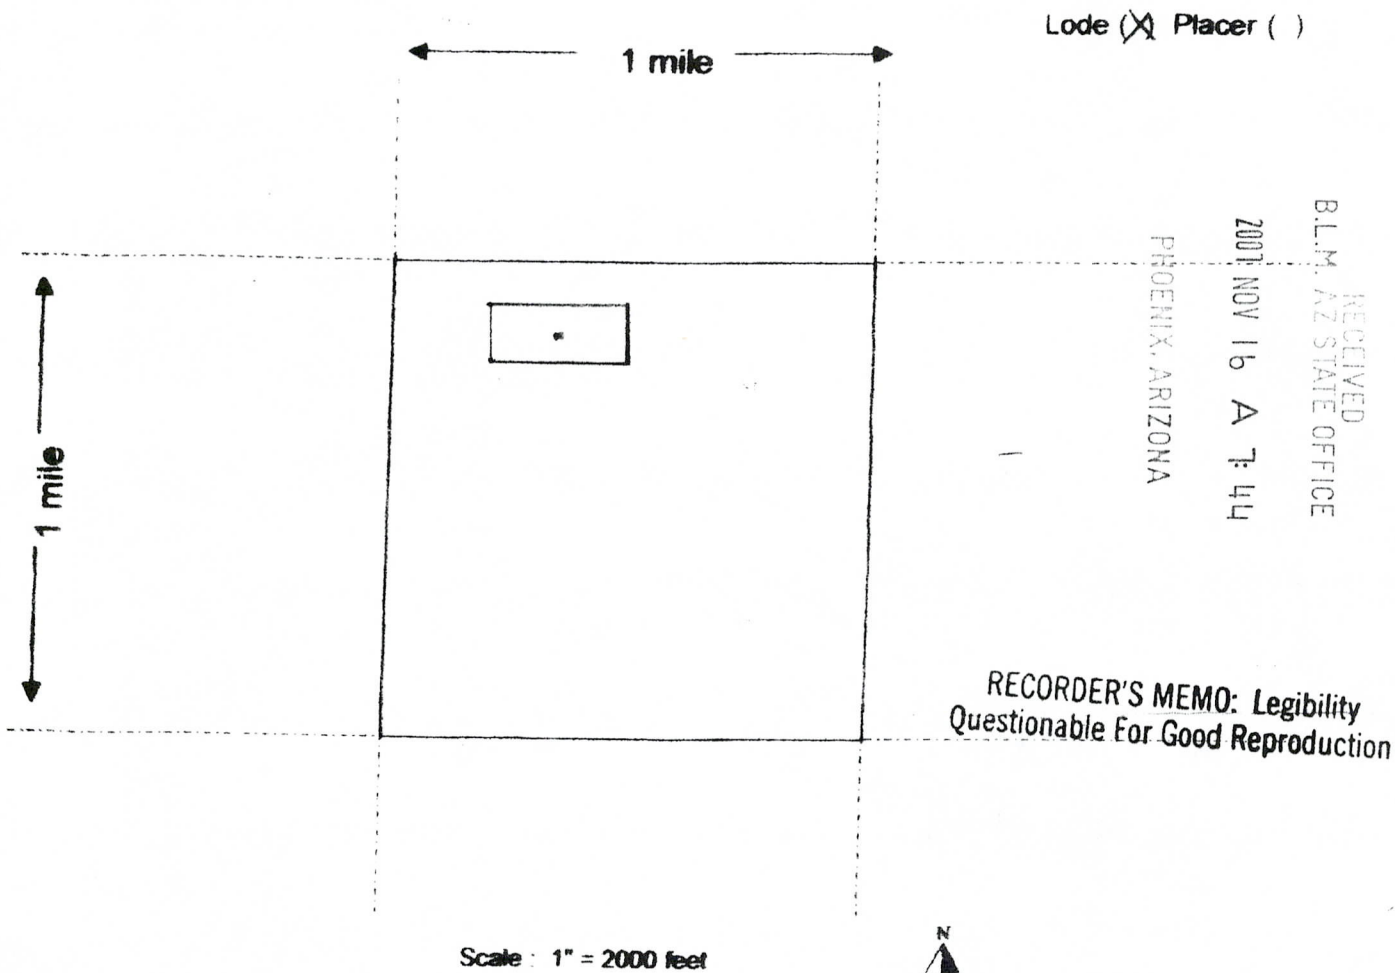 Lode (X) Placer ( )
1 mile
1 mile
RECEIVED
B.L.M. AZ STATE OFFICE
2007 NOV 16 A 7:44
PHOENIX, ARIZONA
RECORDER'S MEMO: Legibility
Questionable For Good Reproduction
Scale : 1" = 2000 feet
N